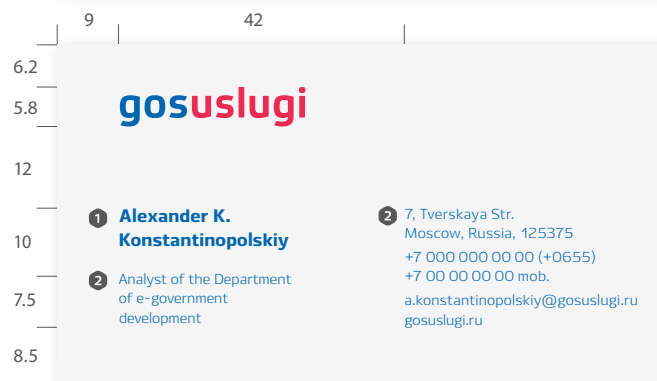 9
42
6.2
5.8
12
10
7.5
8.5
gosuslugi
1
Alexander K.
Konstantinopolskiy
2
Analyst of the Department
of e-government
development
2
7, Tverskaya Str.
Moscow, Russia, 125375
+7 000 000 00 00 (+0655)
+7 00 00 00 00 mob.
a.konstantinopolskiy@gosuslugi.ru
gosuslugi.ru